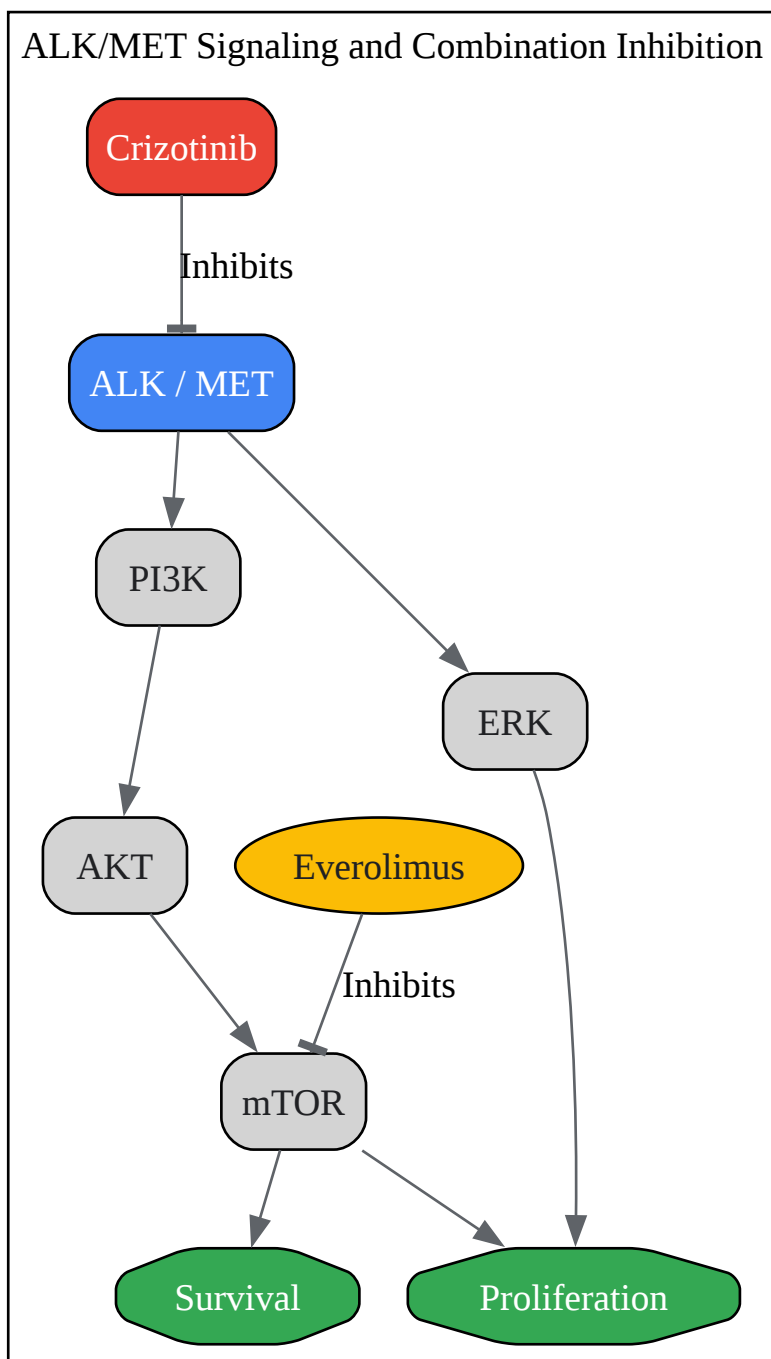 ALK/MET Signaling and Combination Inhibition
Crizotinib
Inhibits
ALK / MET
PI3K
ERK
AKT
Everolimus
Inhibits
mTOR
Survival
Proliferation